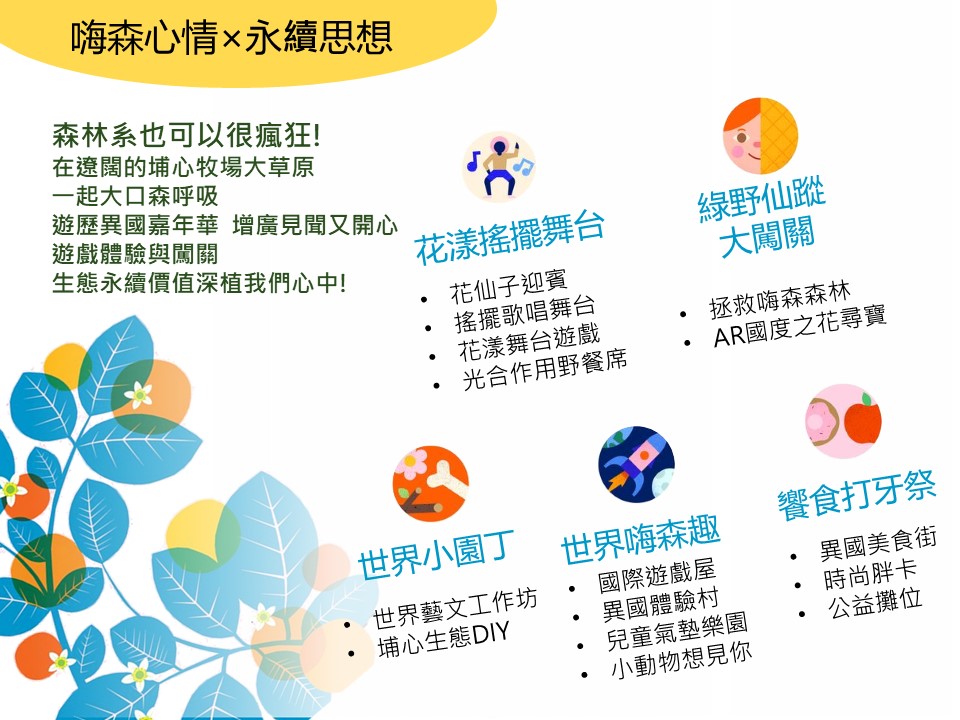 嗨森心情×永續思想
森林系也可以很瘋狂!
在遼闊的埔心牧場大草原
一起大口森呼吸
遊歷異國嘉年華 增廣見聞又開心
遊戲體驗與闖關
生態永續價值深植我們心中!
花漾搖擺舞台
• 花仙子迎賓
• 搖擺歌唱舞台
• 花漾舞台遊戲
• 光合作用野餐席
綠野仙蹤
大闖關
• 拯救嗨森森林
• AR國度之花尋寶
世界小園丁
• 世界藝文工作坊
• 埔心生態DIY
世界嗨森趣
• 國際遊戲屋
• 異國體驗村
• 兒童氣墊樂園
• 小動物想見你
饗食打牙祭
• 異國美食街
• 時尚胖卡
• 公益攤位